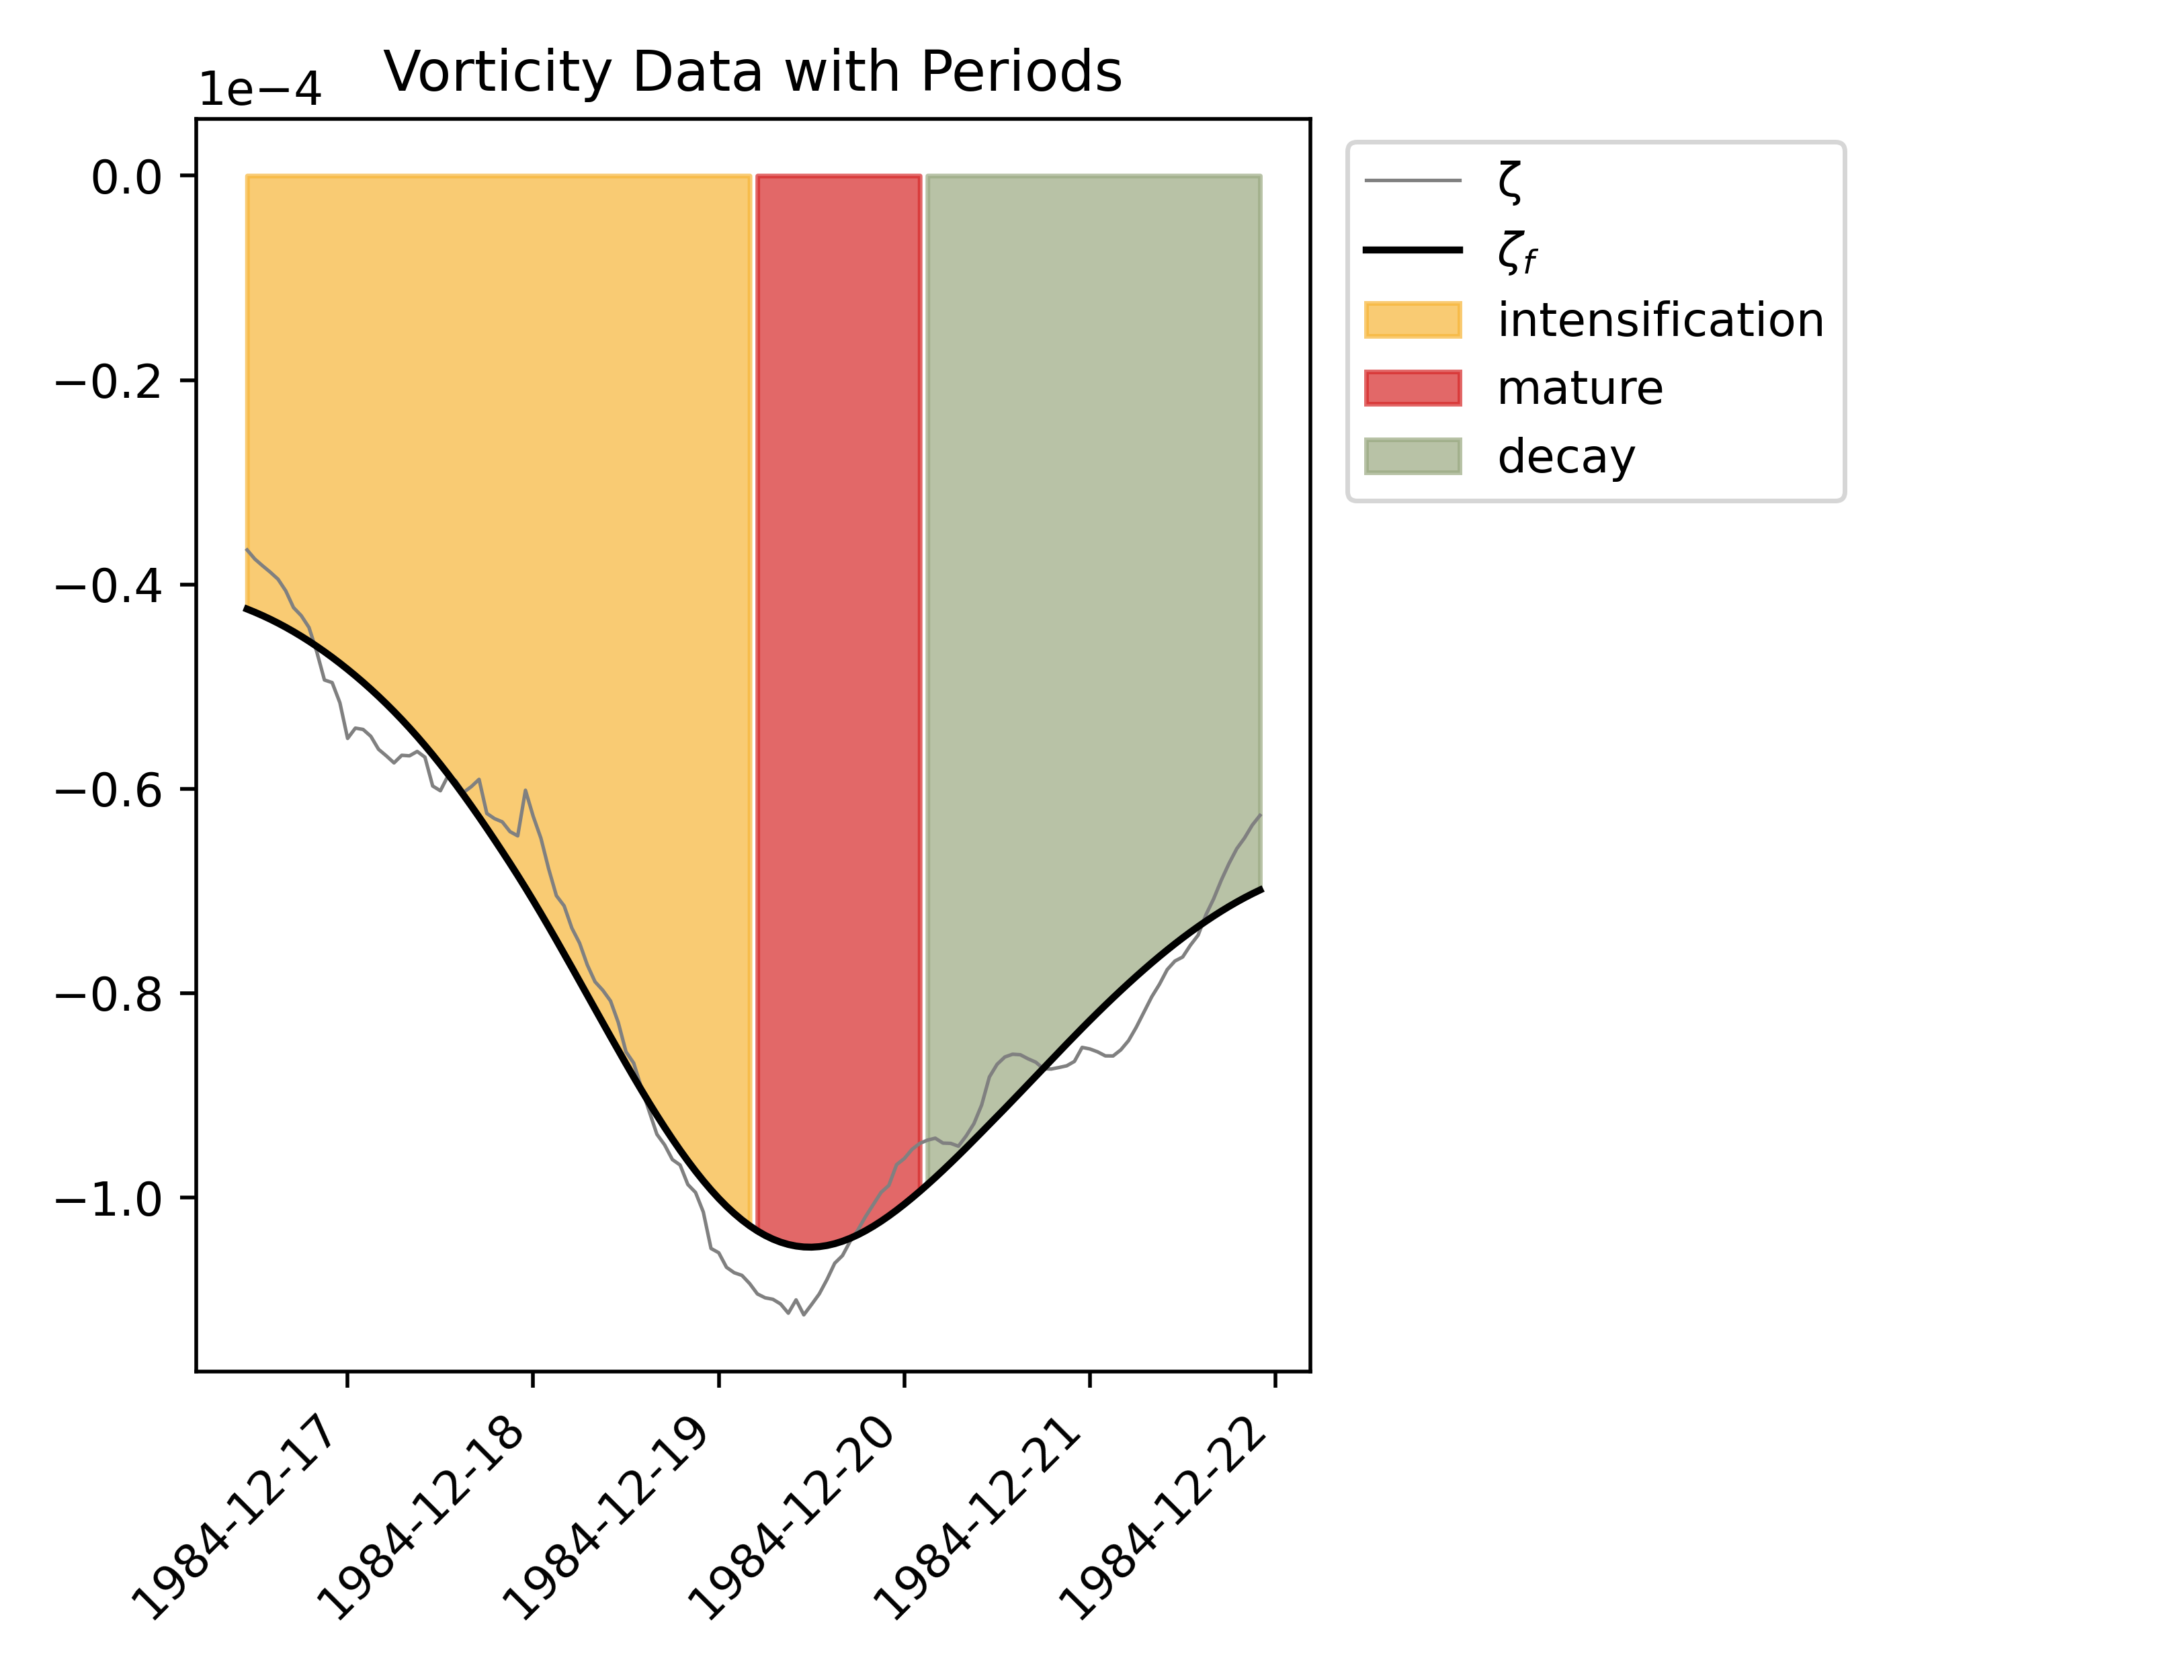 Vorticity Data with Periods
1e−4
0.0
−0.2
−0.4
−0.6
−0.8
−1.0
1984-12-17
1984-12-18
1984-12-19
1984-12-20
1984-12-21
1984-12-22
ζ
ζf
intensification
mature
decay